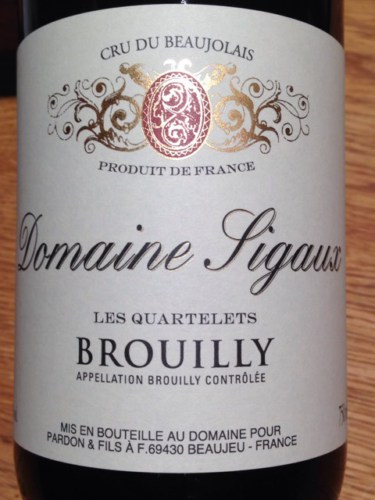 CRU DU BEAUJOLAIS
PRODUIT DE FRANCE
Domaine Sigaux
LES QUARTELETS
BROUILLY
APPELLATION BROUILLY CONTRÔLÉE
MIS EN BOUTEILLE AU DOMAINE POUR
PARDON & FILS À F.69430 BEAUJEU - FRANCE